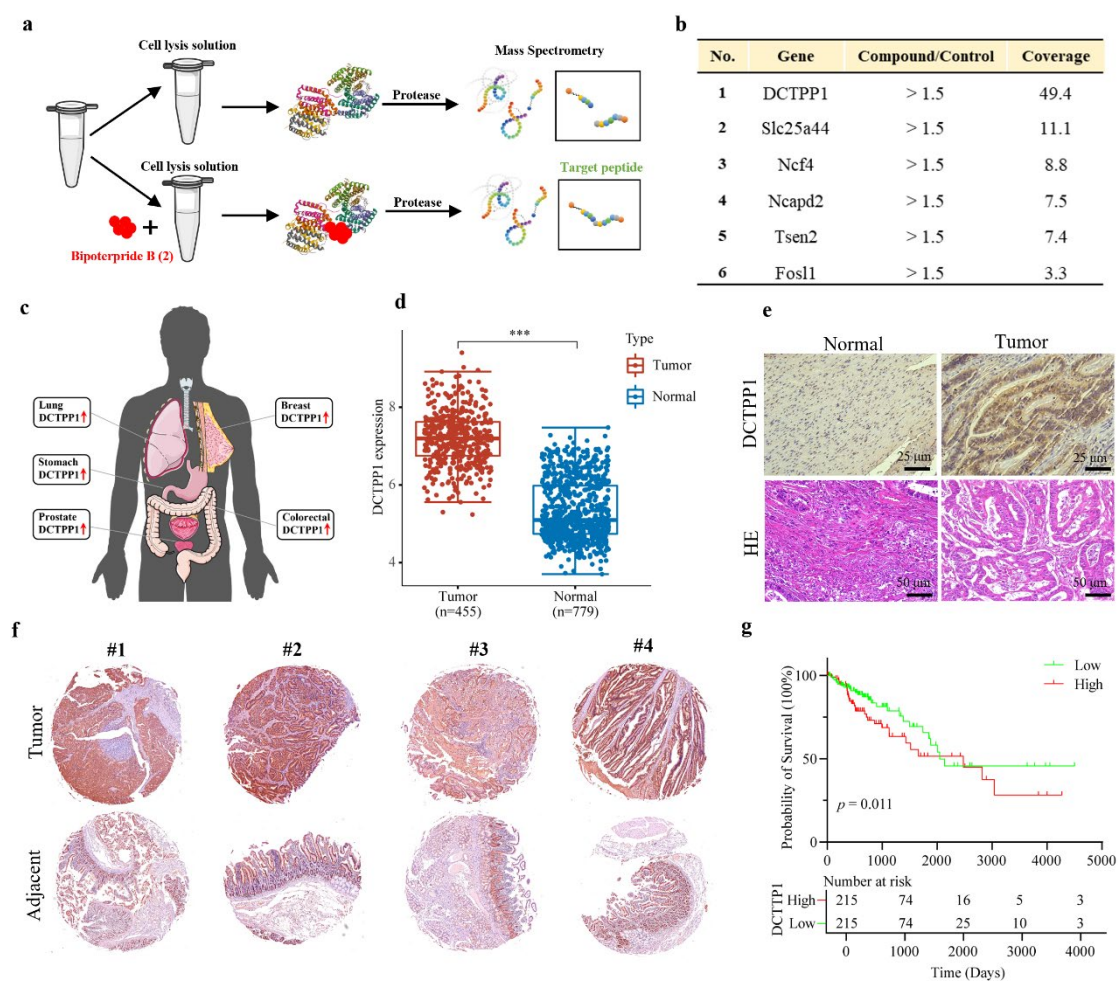 a
Cell lysis solution
Mass Spectrometry
Protease
Cell lysis solution
Target peptide
Protease
+
Bipoterpride B (2)
b
No. Gene Compound/Control Coverage
1 DCTPP1 > 1.5 49.4
2 Slc25a44 > 1.5 11.1
3 Ncf4 > 1.5 8.8
4 Ncapd2 > 1.5 7.5
5 Tsen2 > 1.5 7.4
6 Fosl1 > 1.5 3.3
c
Lung
DCTPP1↑
Breast
DCTPP1↑
Stomach
DCTPP1↑
Prostate
DCTPP1↑
Colorectal
DCTPP1↑
d
***
Type
Tumor
Normal
DCTPP1 expression
8
6
4
Tumor
(n=455)
Normal
(n=779)
e
Normal Tumor
DCTPP1
25 μm 25 μm
HE
50 μm 50 μm
f
#1 #2 #3 #4
Tumor
Adjacent
g
Low
High
Probability of Survival (100%)
100
50
0
p = 0.011
0 1000 2000 3000 4000 5000
Number at risk
DCTTP1
High 215 74 16 5 3
Low 215 74 25 10 3
0 1000 2000 3000 4000
Time (Days)